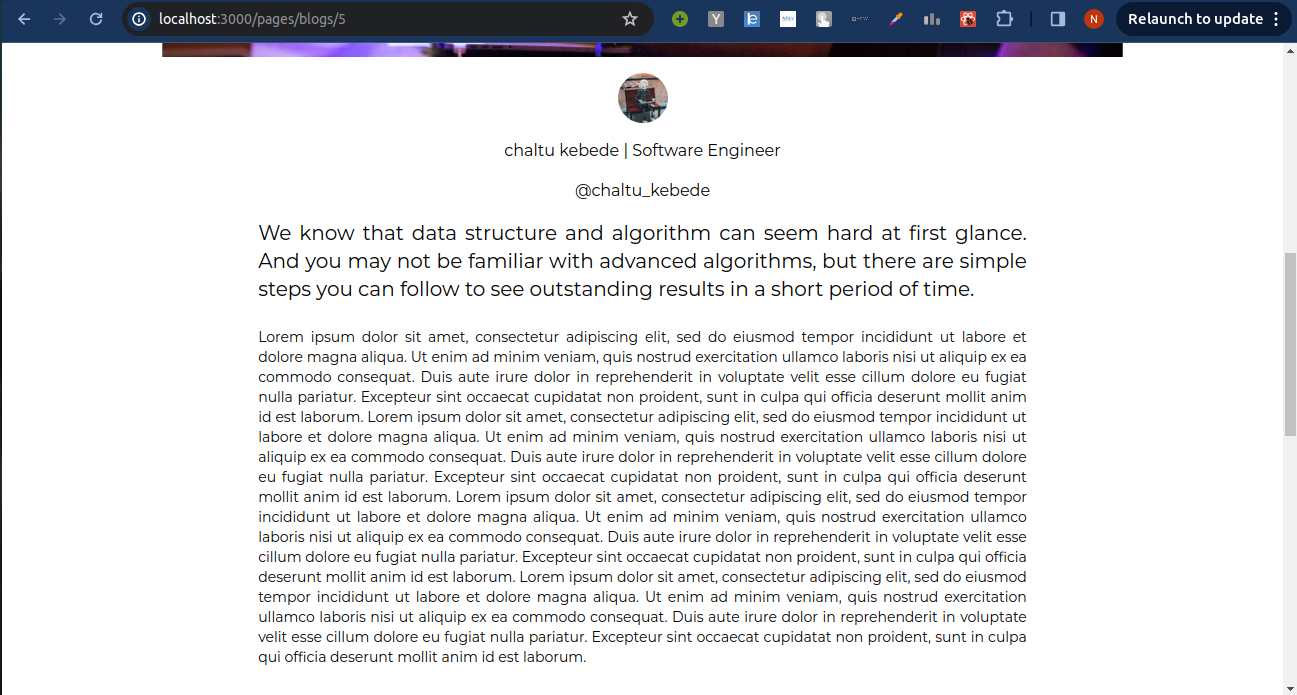 localhost:3000/pages/blogs/5
Relaunch to update
N
chaltu kebede | Software Engineer
@chaltu_kebede
We know that data structure and algorithm can seem hard at first glance.
And you may not be familiar with advanced algorithms, but there are simple
steps you can follow to see outstanding results in a short period of time.
Lorem ipsum dolor sit amet, consectetur adipiscing elit, sed do eiusmod tempor incididunt ut labore et
dolore magna aliqua. Ut enim ad minim veniam, quis nostrud exercitation ullamco laboris nisi ut aliquip ex ea
commodo consequat. Duis aute irure dolor in reprehenderit in voluptate velit esse cillum dolore eu fugiat
nulla pariatur. Excepteur sint occaecat cupidatat non proident, sunt in culpa qui officia deserunt mollit anim
id est laborum. Lorem ipsum dolor sit amet, consectetur adipiscing elit, sed do eiusmod tempor incididunt ut
labore et dolore magna aliqua. Ut enim ad minim veniam, quis nostrud exercitation ullamco laboris nisi ut
aliquip ex ea commodo consequat. Duis aute irure dolor in reprehenderit in voluptate velit esse cillum dolore
eu fugiat nulla pariatur. Excepteur sint occaecat cupidatat non proident, sunt in culpa qui officia deserunt
mollit anim id est laborum. Lorem ipsum dolor sit amet, consectetur adipiscing elit, sed do eiusmod tempor
incididunt ut labore et dolore magna aliqua. Ut enim ad minim veniam, quis nostrud exercitation ullamco
laboris nisi ut aliquip ex ea commodo consequat. Duis aute irure dolor in reprehenderit in voluptate velit esse
cillum dolore eu fugiat nulla pariatur. Excepteur sint occaecat cupidatat non proident, sunt in culpa qui officia
deserunt mollit anim id est laborum. Lorem ipsum dolor sit amet, consectetur adipiscing elit, sed do eiusmod
tempor incididunt ut labore et dolore magna aliqua. Ut enim ad minim veniam, quis nostrud exercitation
ullamco laboris nisi ut aliquip ex ea commodo consequat. Duis aute irure dolor in reprehenderit in voluptate
velit esse cillum dolore eu fugiat nulla pariatur. Excepteur sint occaecat cupidatat non proident, sunt in culpa
qui officia deserunt mollit anim id est laborum.